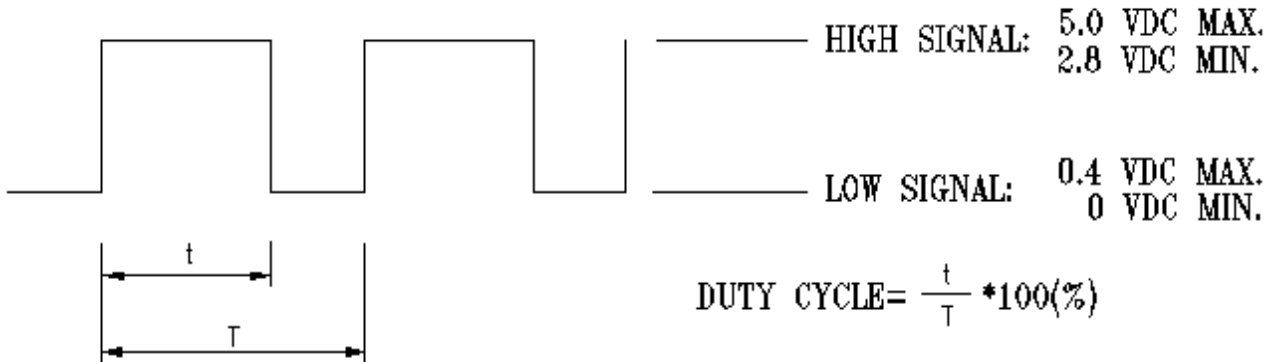 HIGH SIGNAL: 5.0 VDC MAX.
2.8 VDC MIN.
LOW SIGNAL: 0.4 VDC MAX.
0 VDC MIN.
t
DUTY CYCLE= t/T *100(%)
T